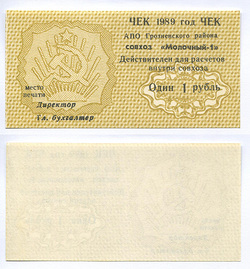 ЧЕК 1989 год ЧЕК
АПО Грозненского района
совхоз «Молочный-1»
Действителен для расчетов
внутри совхоза
Один 1 рубль
место
печати
Директор
Гл. бухгалтер